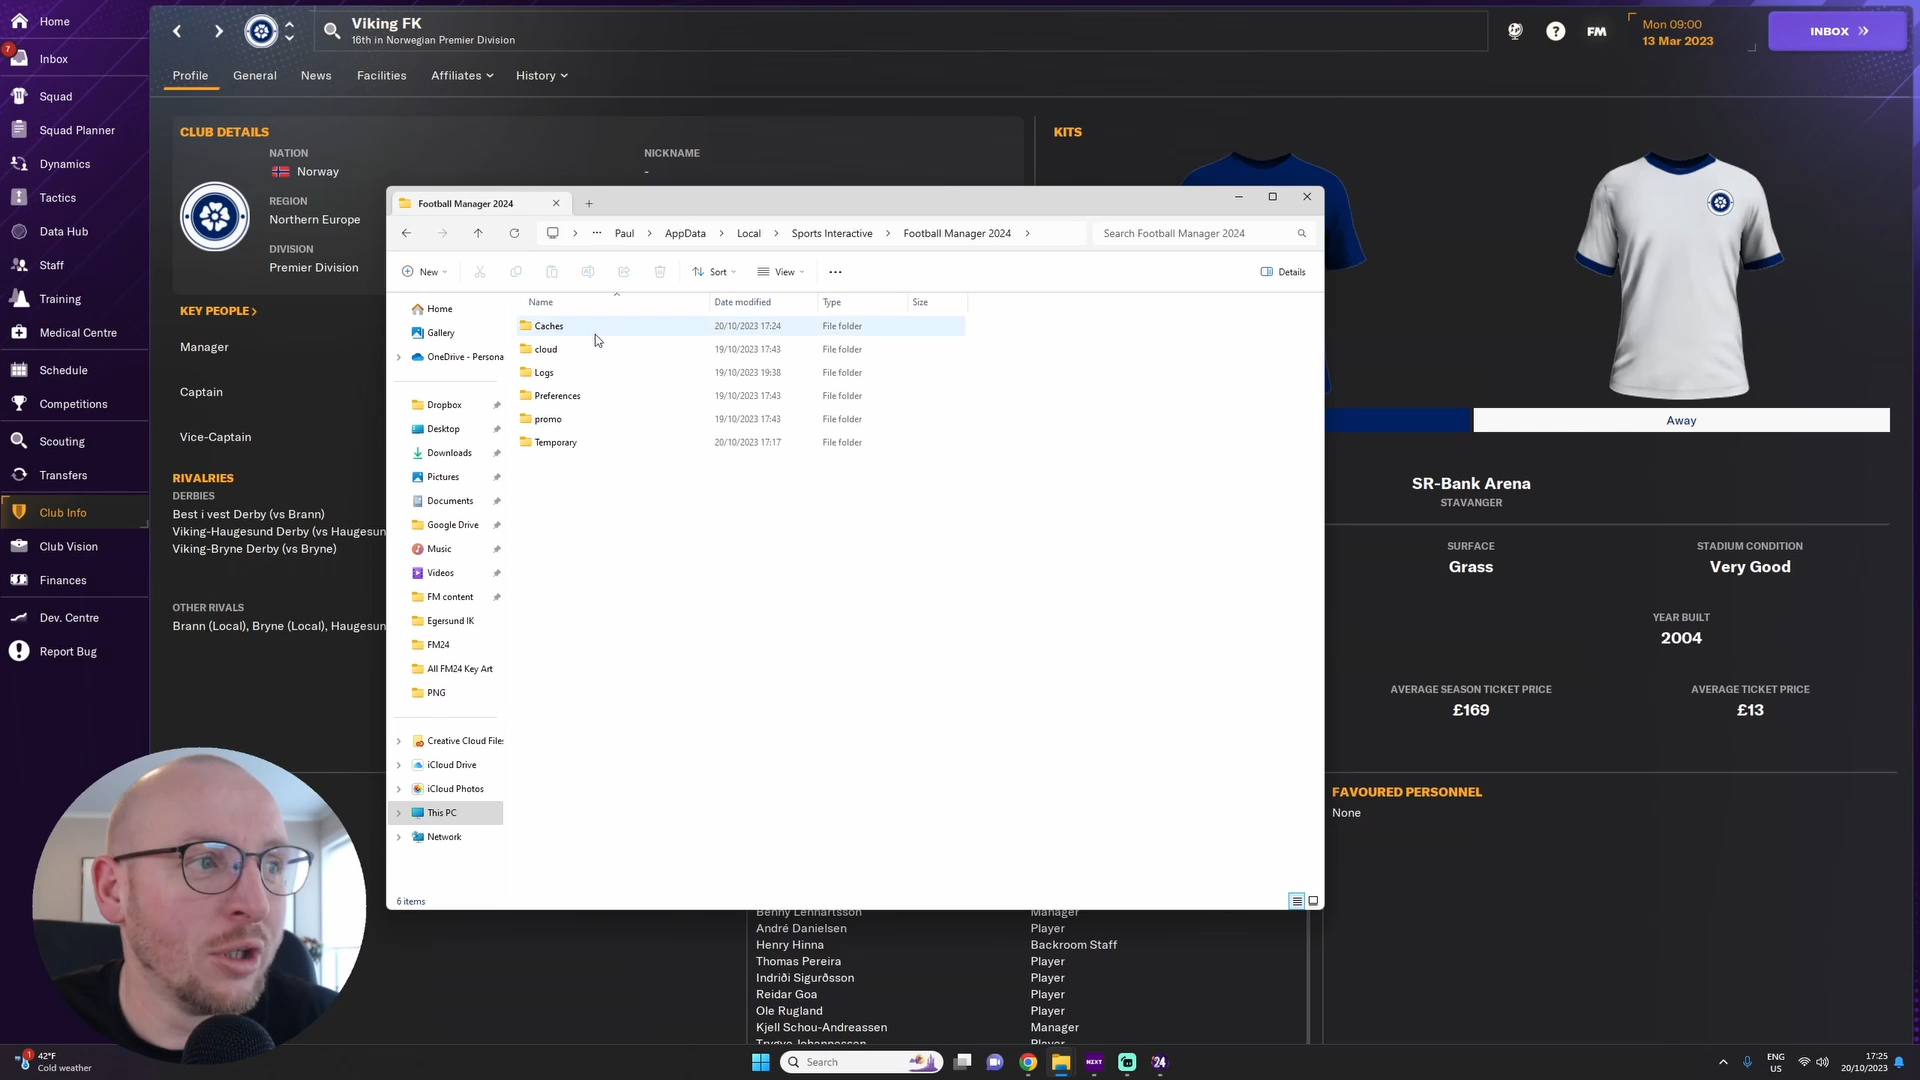 Home
7
Inbox
Squad
Squad Planner
Dynamics
Tactics
Data Hub
Staff
Training
Medical Centre
Schedule
Competitions
Scouting
Transfers
Club Info
Club Vision
Finances
Dev. Centre
Report Bug
Viking FK
16th in Norwegian Premier Division
FM
Mon 09:00
13 Mar 2023
INBOX
Profile
General
News
Facilities
Affiliates
History
CLUB DETAILS
NATION
Norway
NICKNAME
-
REGION
Northern Europe
DIVISION
Premier Division
KEY PEOPLE
Manager
Captain
Vice-Captain
RIVALRIES
DERBIES
Best i vest Derby (vs Brann)
Viking-Haugesund Derby (vs Haugesun
Viking-Bryne Derby (vs Bryne)
OTHER RIVALS
Brann (Local), Bryne (Local), Haugesun
KITS
Away
SR-Bank Arena
STAVANGER
SURFACE
Grass
STADIUM CONDITION
Very Good
YEAR BUILT
2004
AVERAGE SEASON TICKET PRICE
£169
AVERAGE TICKET PRICE
£13
FAVOURED PERSONNEL
None
Football Manager 2024
Paul
AppData
Local
Sports Interactive
Football Manager 2024
Search Football Manager 2024
New
Sort
View
Details
Home
Gallery
OneDrive - Persona
Dropbox
Desktop
Downloads
Pictures
Documents
Google Drive
Music
Videos
FM content
Egersund IK
FM24
All FM24 Key Art
PNG
Creative Cloud Files
iCloud Drive
iCloud Photos
This PC
Network
6 items
Name Date modified Type Size
Caches 20/10/2023 17:24 File folder
cloud 19/10/2023 17:43 File folder
Logs 19/10/2023 19:38 File folder
Preferences 19/10/2023 17:43 File folder
promo 19/10/2023 17:43 File folder
Temporary 20/10/2023 17:17 File folder
Benny Lennartsson Manager
André Danielsen Player
Henry Hinna Backroom Staff
Thomas Pereira Player
Indriði Sigurðsson Player
Reidar Goa Player
Ole Rugland Player
Kjell Schou-Andreassen Manager
1
42°F
Cold weather
Search
NZXT
24
ENG
US
17:25
20/10/2023